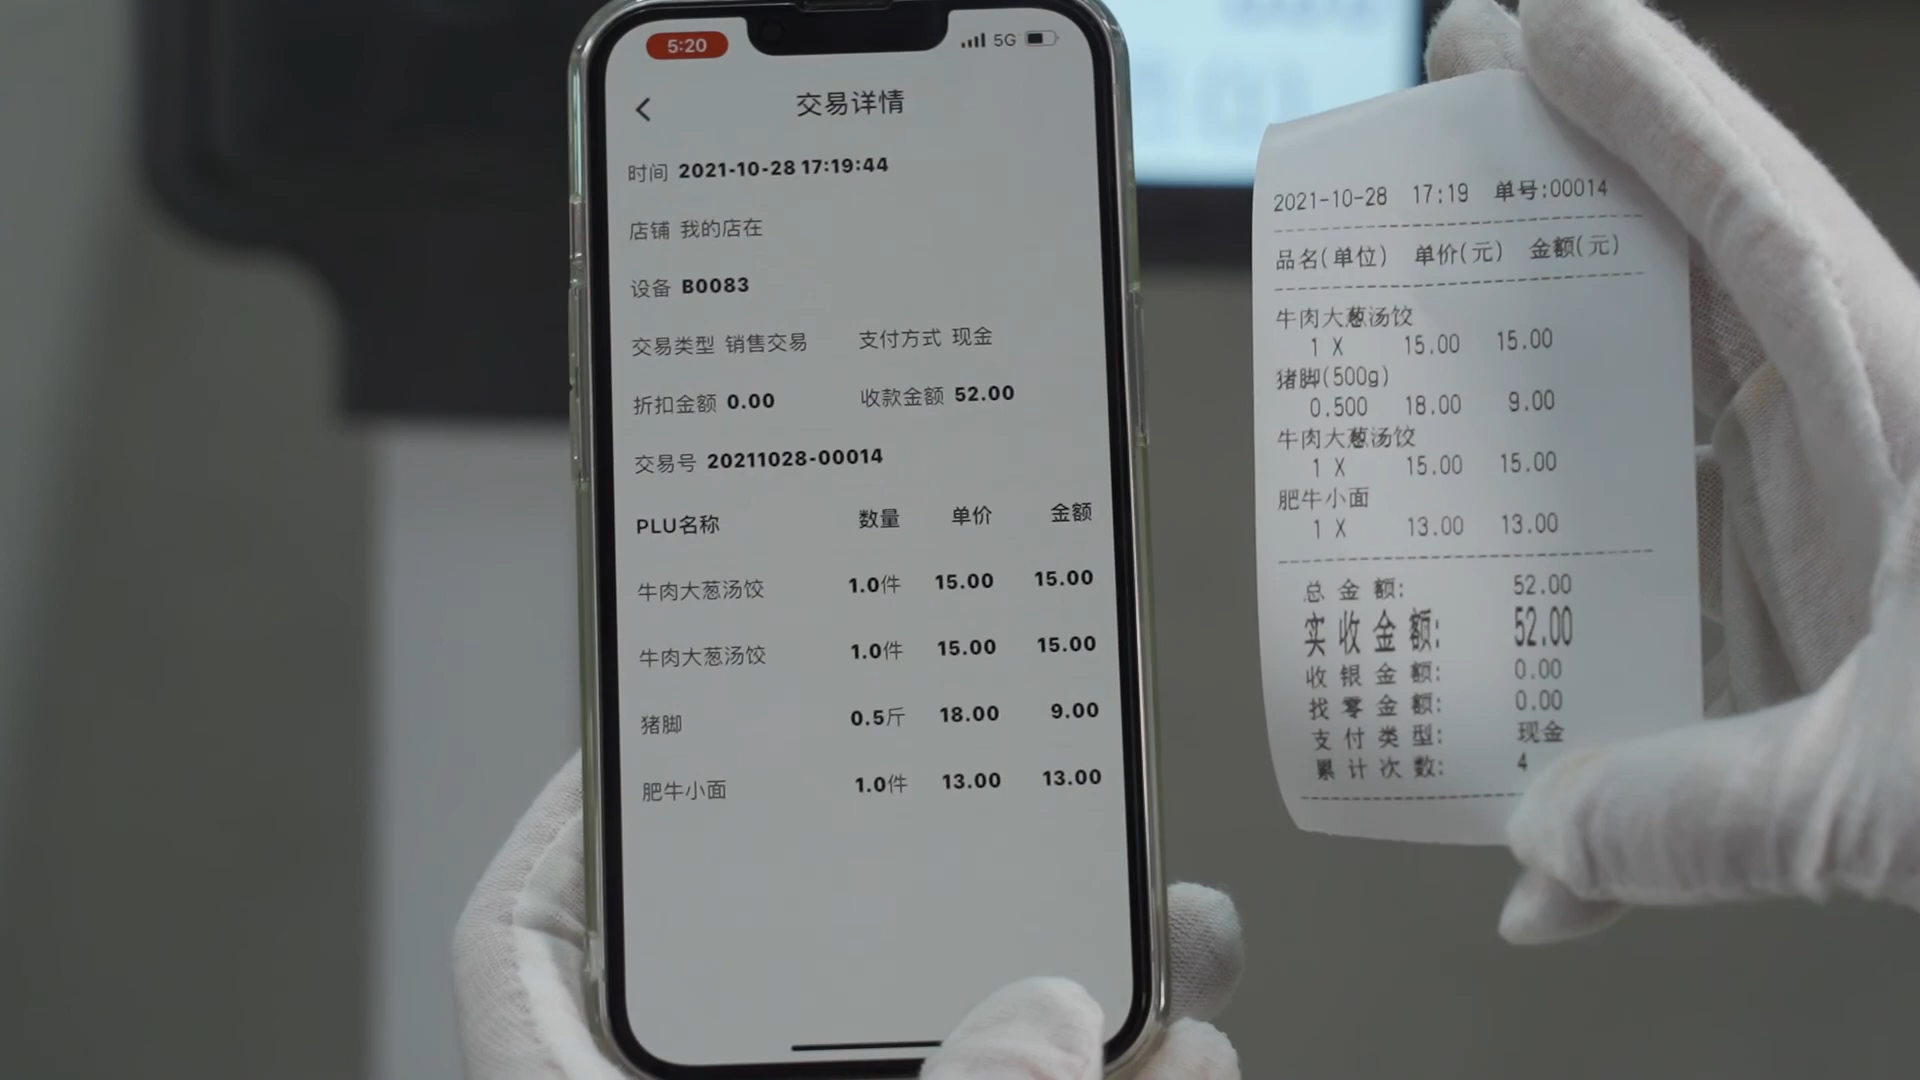 5:20
5G
交易详情
时间 2021-10-28 17:19:44
店铺 我的店在
设备 B0083
交易类型 销售交易 支付方式 现金
折扣金额 0.00 收款金额 52.00
交易号 20211028-00014
PLU名称 数量 单价 金额
牛肉大葱汤饺 1.0件 15.00 15.00
牛肉大葱汤饺 1.0件 15.00 15.00
猪脚 0.5斤 18.00 9.00
肥牛小面 1.0件 13.00 13.00
2021-10-28 17:19 单号:00014
品名(单位) 单价(元) 金额(元)
牛肉大葱汤饺
1 X 15.00 15.00
猪脚(500g)
0.500 18.00 9.00
牛肉大葱汤饺
1 X 15.00 15.00
肥牛小面
1 X 13.00 13.00
总金额: 52.00
实收金额: 52.00
收银金额: 0.00
找零金额: 0.00
支付类型: 现金
累计次数: 4